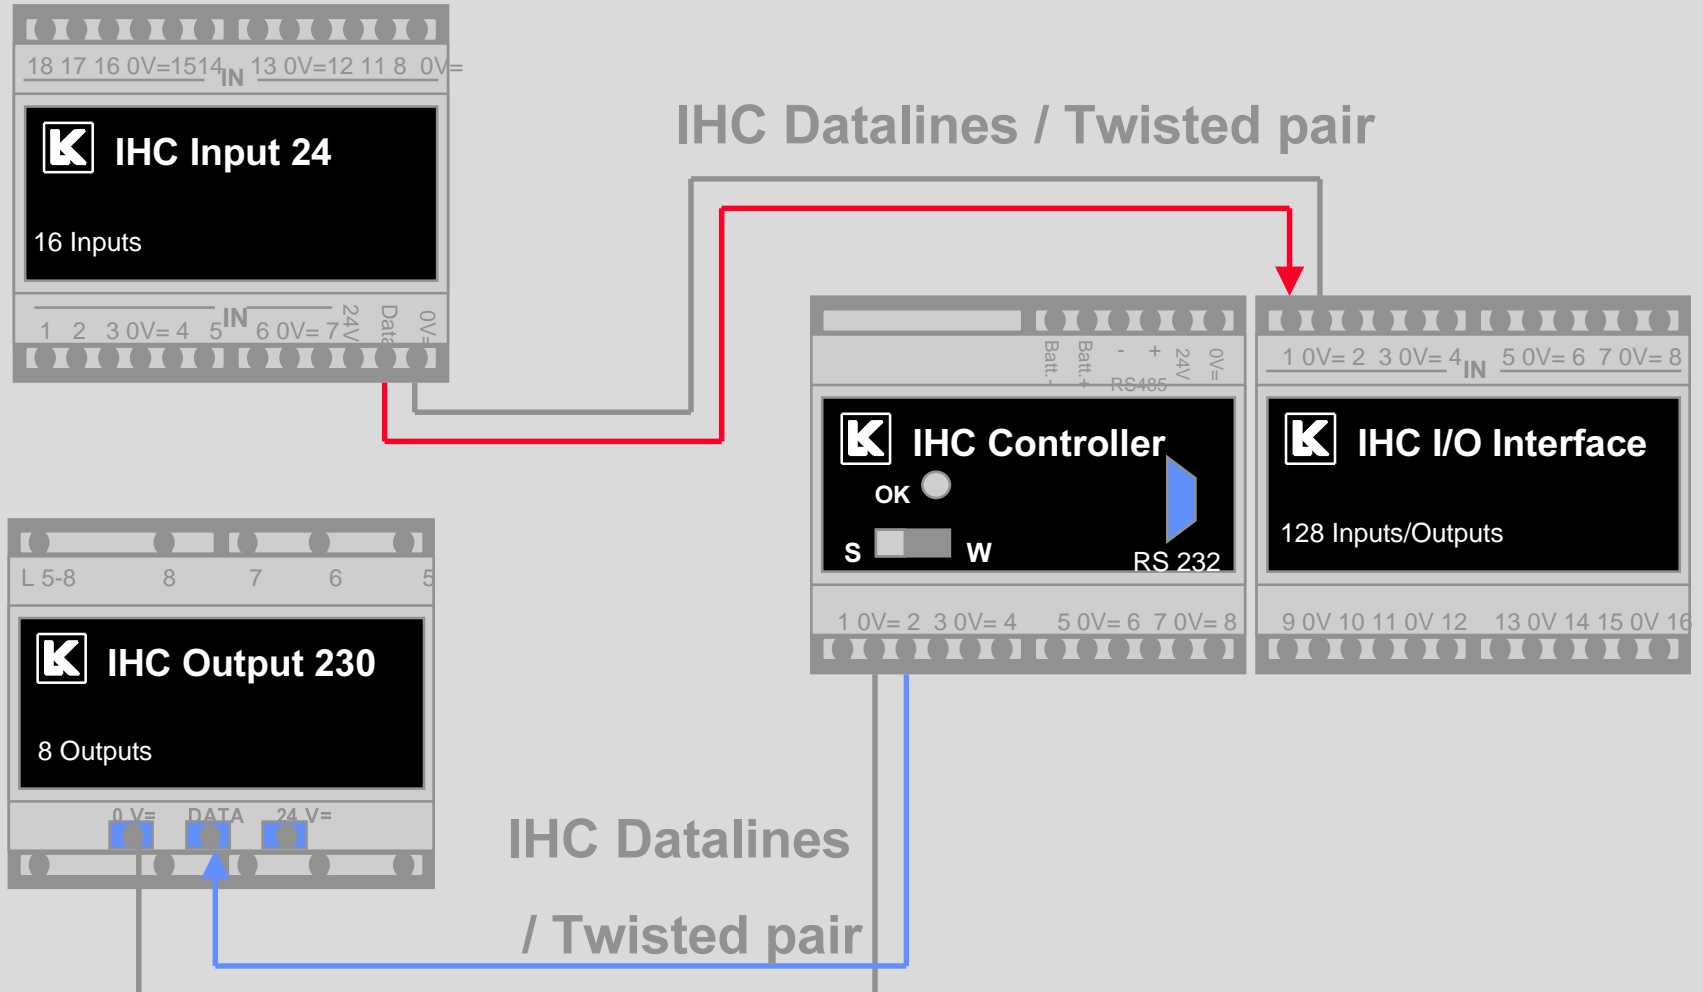 18 17 16 0V=1514 IN 13 0V=12 11 8 0V=
LK IHC Input 24
16 Inputs
1 2 3 0V= 4 5 IN 6 0V= 7 24V Data 0V=
IHC Datalines / Twisted pair
Batt.- Batt.+ - + 24V 0V=
RS485
LK IHC Controller
OK
S W
RS 232
1 0V= 2 3 0V= 4 5 0V= 6 7 0V= 8
1 0V= 2 3 0V= 4 IN 5 0V= 6 7 0V= 8
LK IHC I/O Interface
128 Inputs/Outputs
9 0V 10 11 0V 12 13 0V 14 15 0V 16
L 5-8 8 7 6 5
LK IHC Output 230
8 Outputs
0 V= DATA 24 V=
IHC Datalines
/ Twisted pair